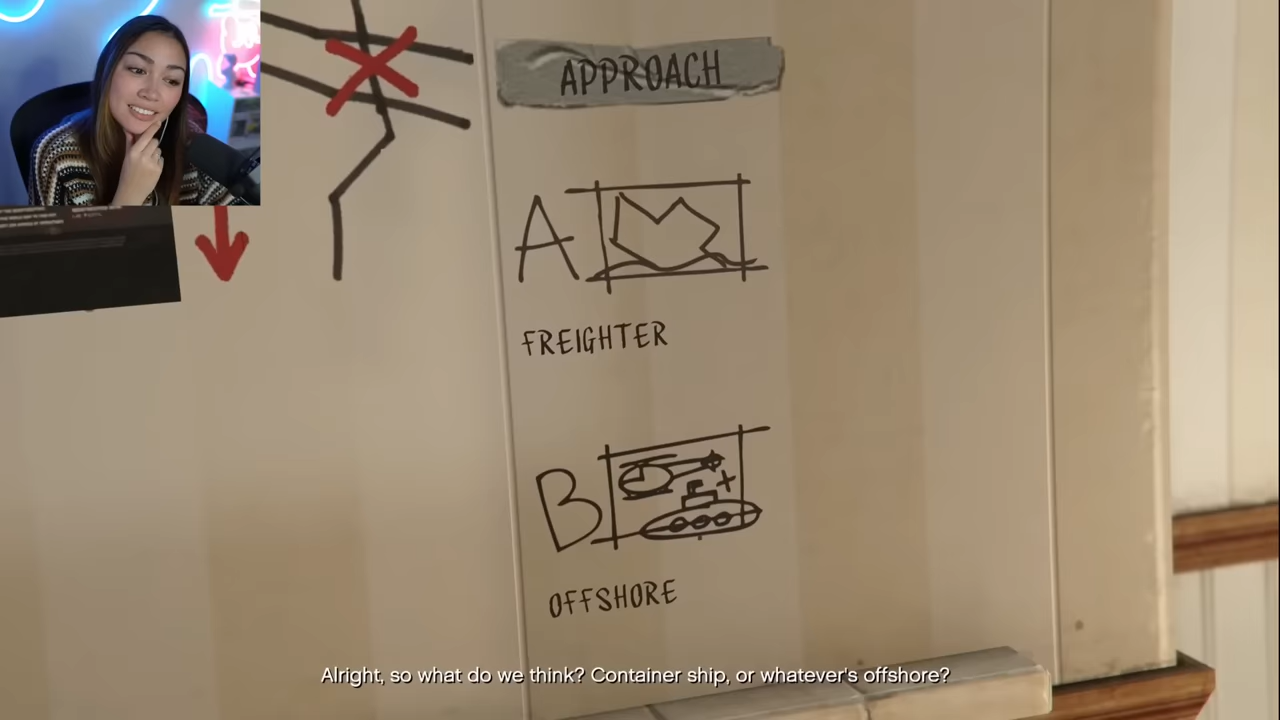 APPROACH
A
FREIGHTER
B
OFFSHORE
Alright, so what do we think? Container ship, or whatever's offshore?